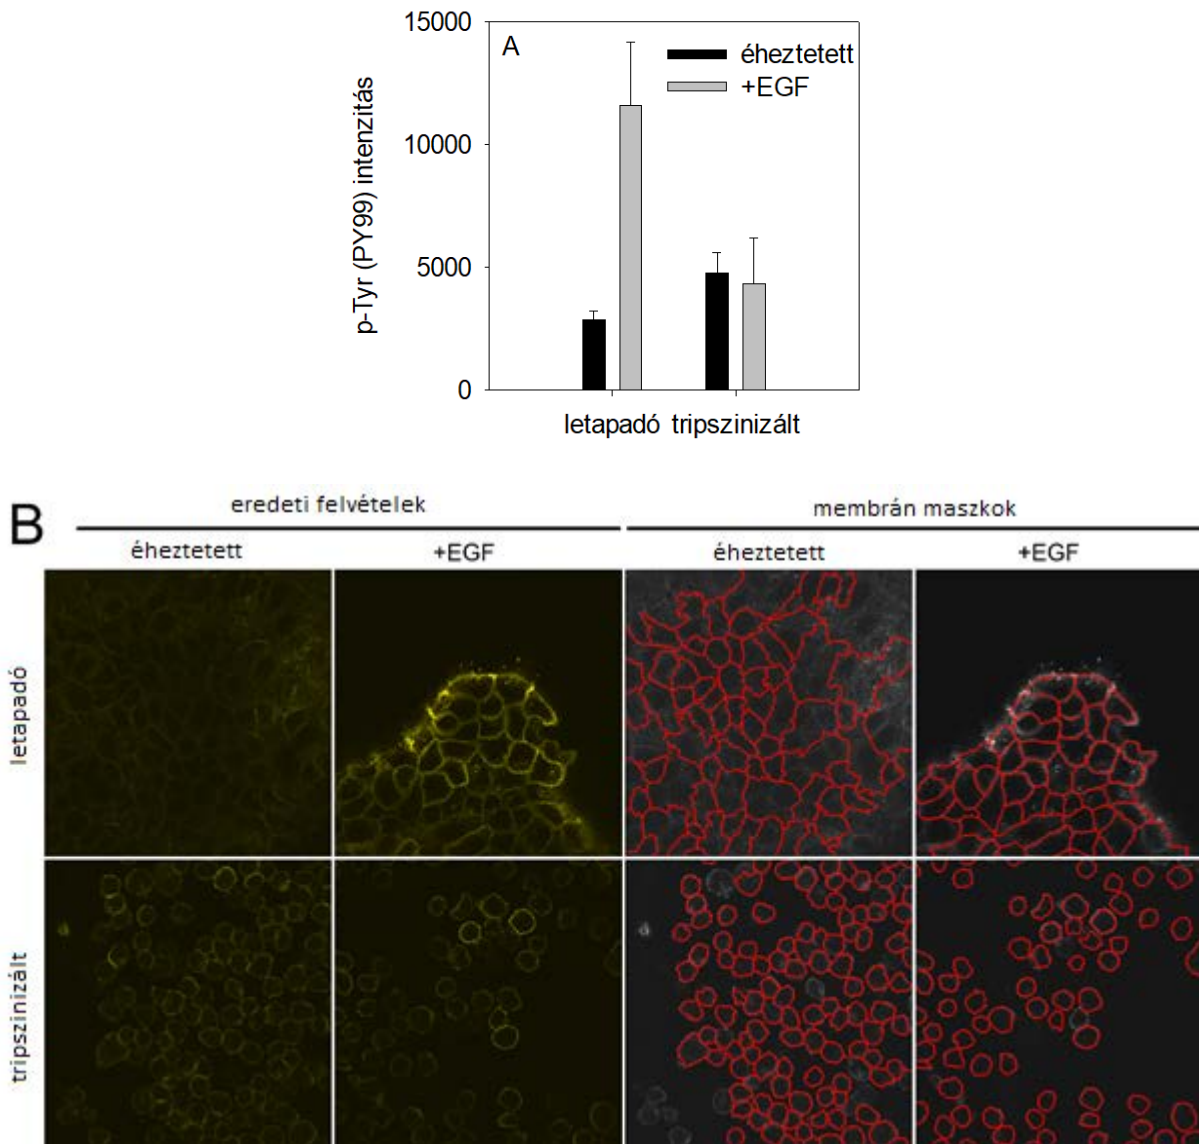 15000
A
éheztetett
+EGF
10000
5000
0
p-Tyr (PY99) intenzitás
letapadó tripszinizált
B
eredeti felvételek
membrán maszkok
éheztetett
+EGF
éheztetett
+EGF
letapadó
tripszinizált